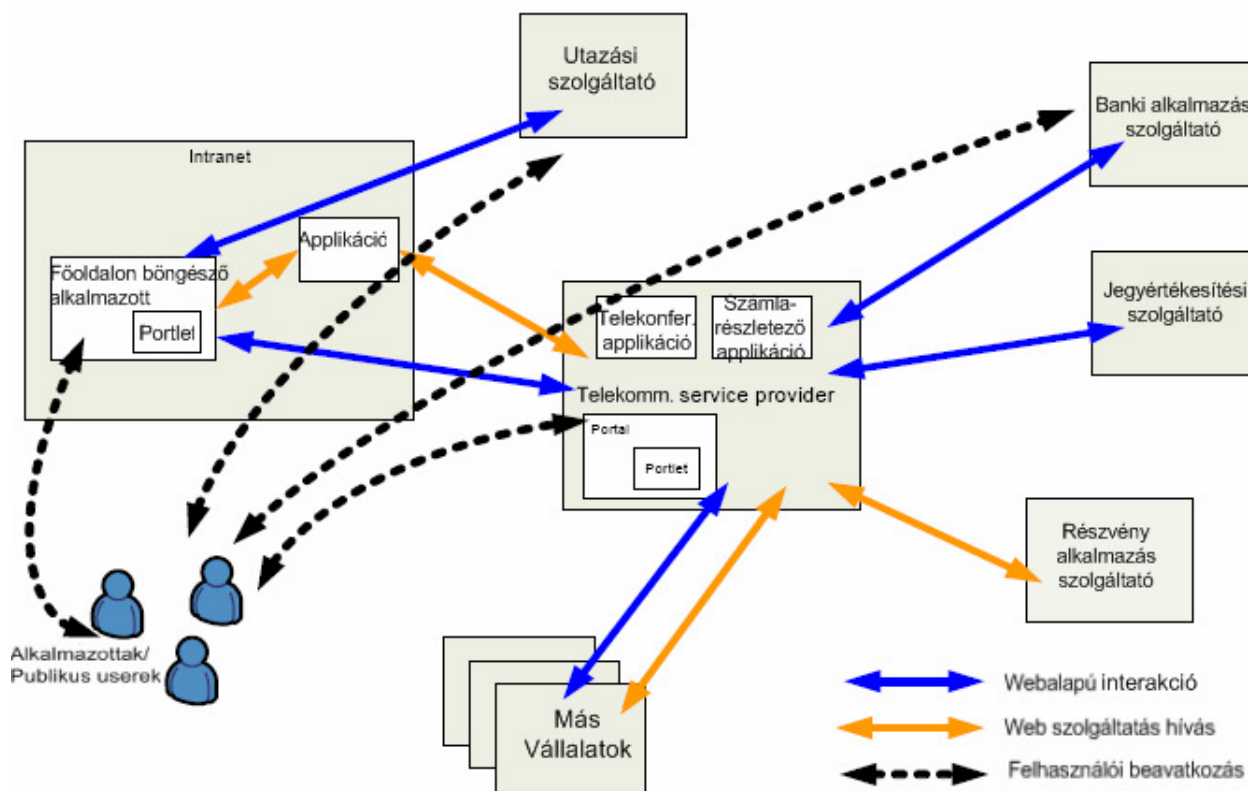 Utazási
szolgáltató
Banki alkalmazás
szolgáltató
Intranet
Applikáció
Főoldalon böngésző
alkalmazott
Portlel
Jegyértékesítési
szolgáltató
Telekonfer.
applikáció
Számla-
részletező
applikáció
Telekomm. service provider
Portal
Portlet
Részvény
alkalmazás
szolgáltató
Alkalmazottak/
Publikus userek
Más
Vállalatok
Webalapú interakció
Web szolgáltatás hívás
Felhasználói beavatkozás